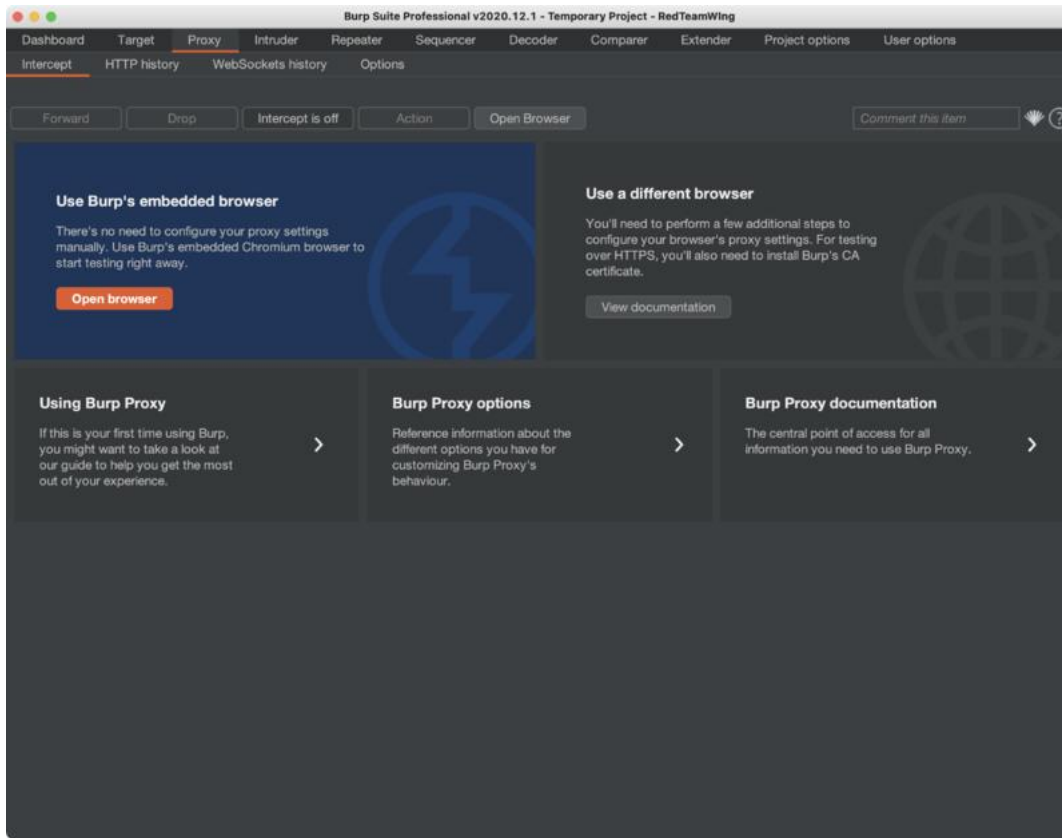 Burp Suite Professional v2020.12.1 - Temporary Project - RedTeamWIng
Dashboard Target Proxy Intruder Repeater Sequencer Decoder Comparer Extender Project options User options
Intercept HTTP history WebSockets history Options
Forward Drop Intercept is off Action Open Browser Comment this item ?
Use Burp's embedded browser
There's no need to configure your proxy settings
manually. Use Burp's embedded Chromium browser to
start testing right away.
Open browser
Use a different browser
You'll need to perform a few additional steps to
configure your browser's proxy settings. For testing
over HTTPS, you'll also need to install Burp's CA
certificate.
View documentation
Using Burp Proxy
If this is your first time using Burp,
you might want to take a look at
our guide to help you get the most
out of your experience.
Burp Proxy options
Reference information about the
different options you have for
customizing Burp Proxy's
behaviour.
Burp Proxy documentation
The central point of access for all
information you need to use Burp Proxy.